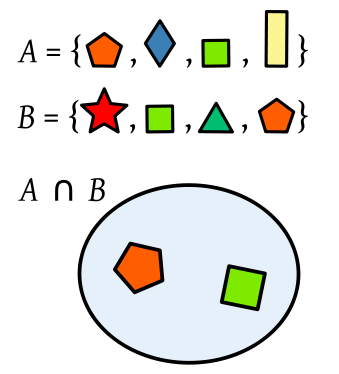 A = { , , , }
B = { , , , }
A ∩ B